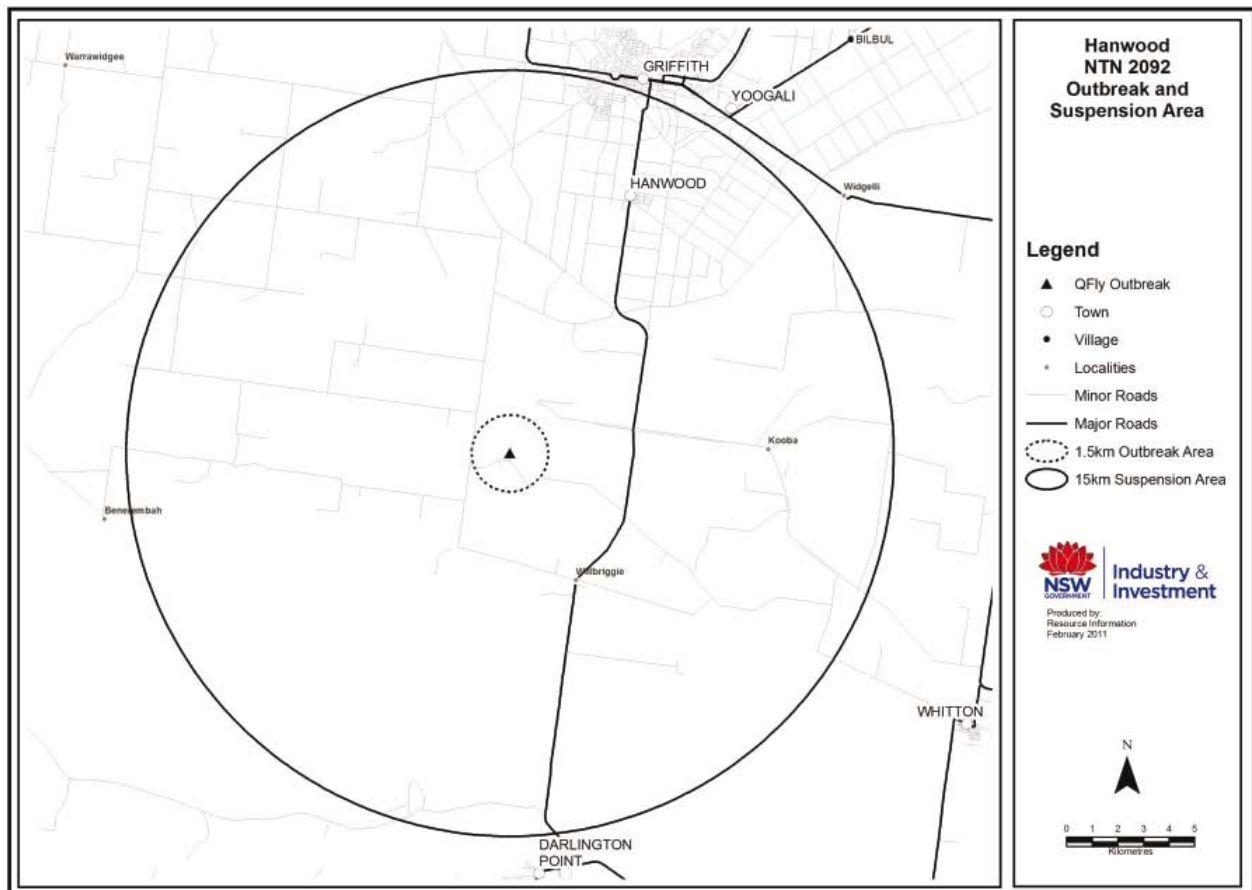 Warrawidgee
BILBUL
GRIFFITH
YOOGALI
HANWOOD
Widgelli
Kooba
Benerembah
Walbriggie
WHITTON
DARLINGTON
POINT
Hanwood
NTN 2092
Outbreak and
Suspension Area
Legend
QFly Outbreak
Town
Village
Localities
Minor Roads
Major Roads
1.5km Outbreak Area
15km Suspension Area
NSW
GOVERNMENT
Industry &
Investment
Produced by:
Resource Information
February 2011
N
0 1 2 3 4 5
Kilometres